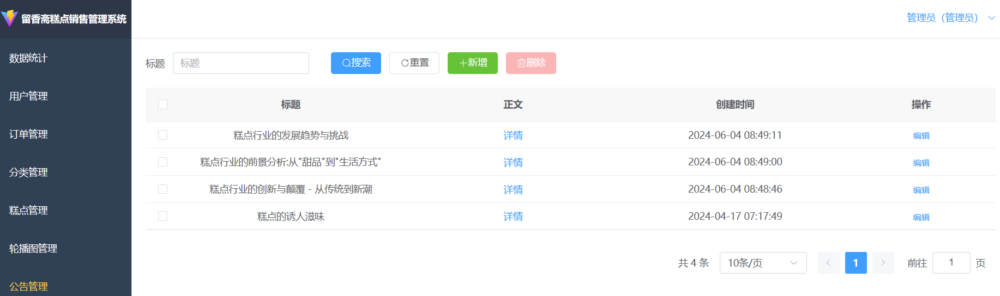 留香斋糕点销售管理系统
管理员（管理员）
数据统计
用户管理
订单管理
分类管理
糕点管理
轮播图管理
公告管理
标题 标题 搜索 重置 新增 删除
标题 正文 创建时间 操作
糕点行业的发展趋势与挑战 详情 2024-06-04 08:49:11 编辑
糕点行业的前景分析:从"甜品"到"生活方式" 详情 2024-06-04 08:49:00 编辑
糕点行业的创新与颠覆 - 从传统到新潮 详情 2024-06-04 08:48:46 编辑
糕点的诱人滋味 详情 2024-04-17 07:17:49 编辑
共 4 条 10条/页 1 前往 1 页